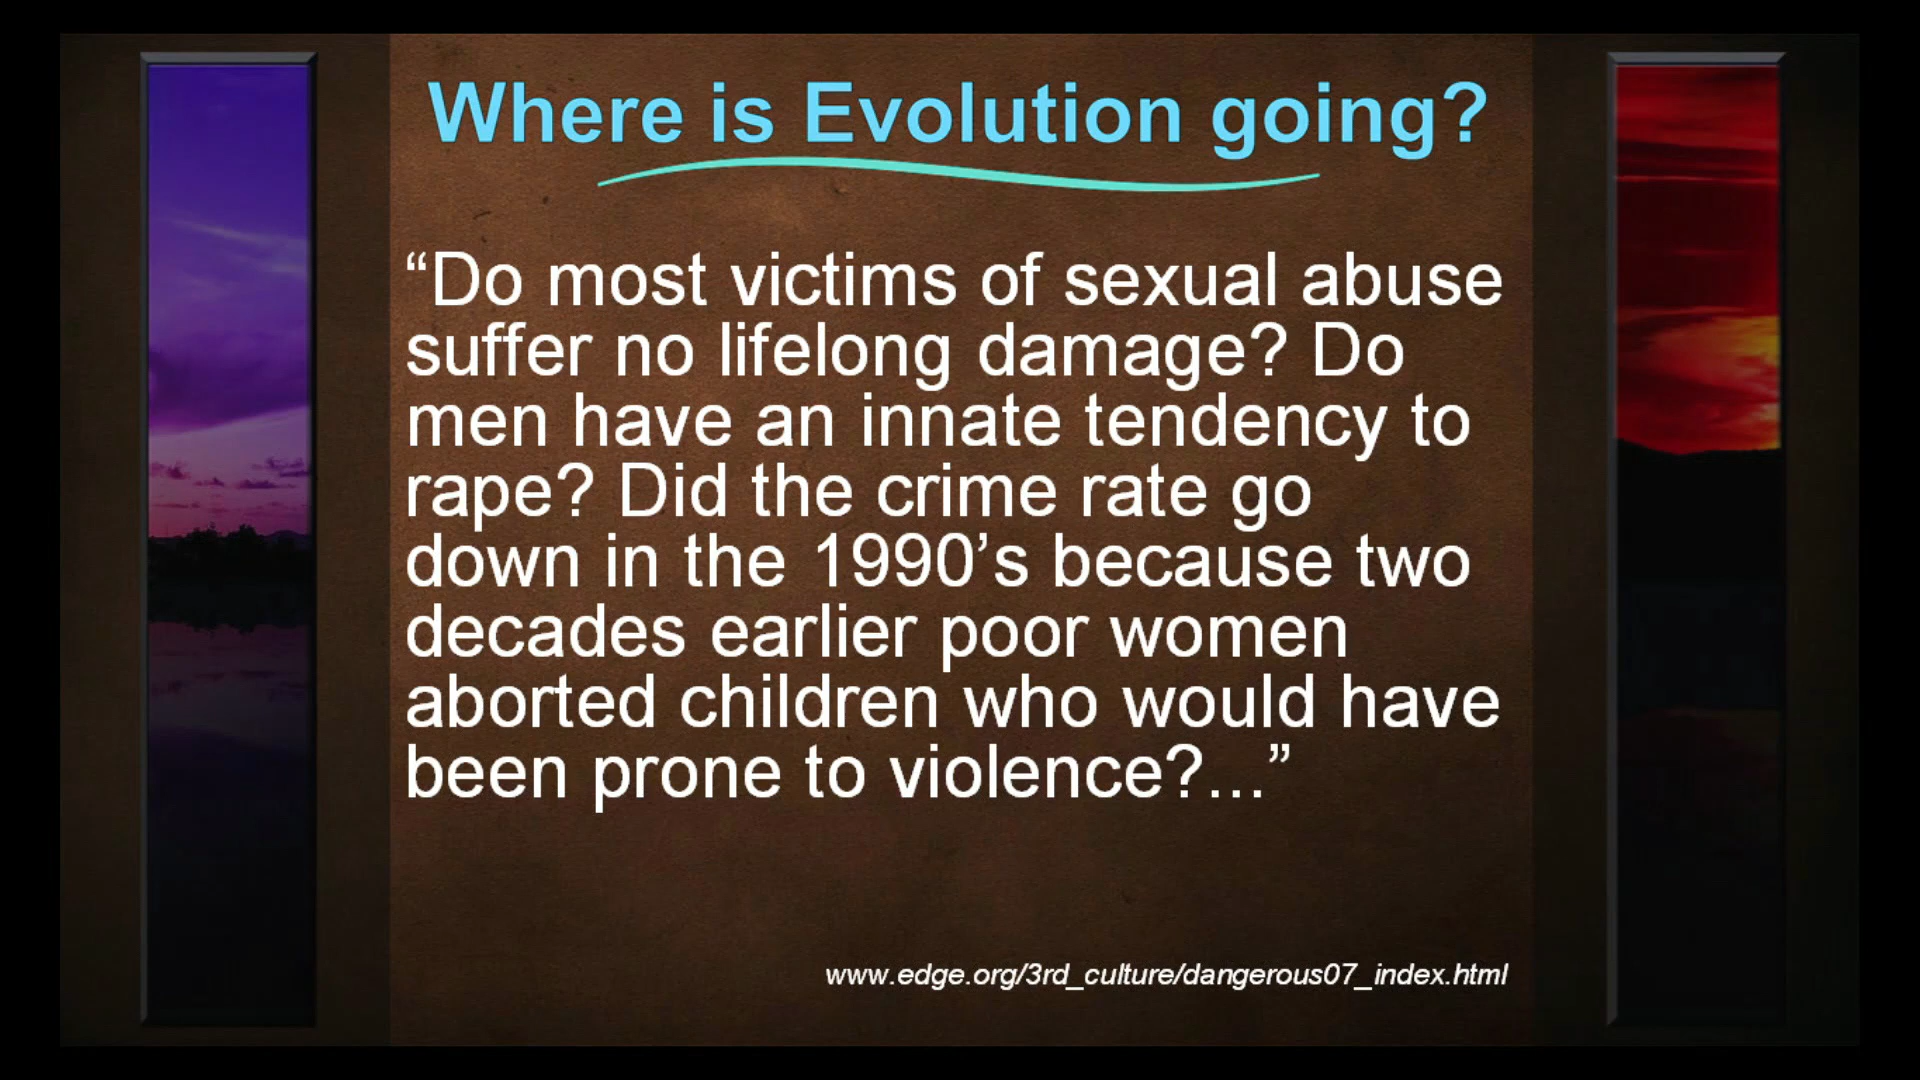 Where is Evolution going?
“Do most victims of sexual abuse
suffer no lifelong damage? Do
men have an innate tendency to
rape? Did the crime rate go
down in the 1990’s because two
decades earlier poor women
aborted children who would have
been prone to violence?...”
www.edge.org/3rd_culture/dangerous07_index.html